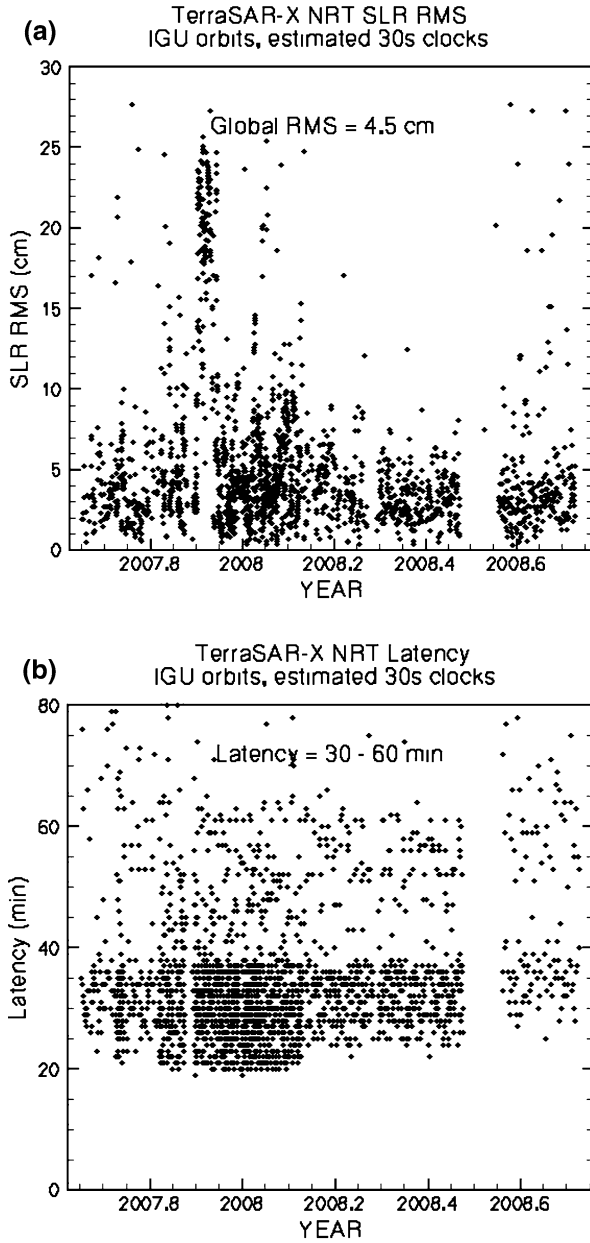 (a)
TerraSAR-X NRT SLR RMS
IGU orbits, estimated 30s clocks
30
Global RMS = 4.5 cm
25
20
SLR RMS (cm)
15
10
5
0
2007.8 2008 2008.2 2008.4 2008.6
YEAR
(b)
TerraSAR-X NRT Latency
IGU orbits, estimated 30s clocks
80
Latency = 30 - 60 min
60
Latency (min)
40
20
0
2007.8 2008 2008.2 2008.4 2008.6
YEAR